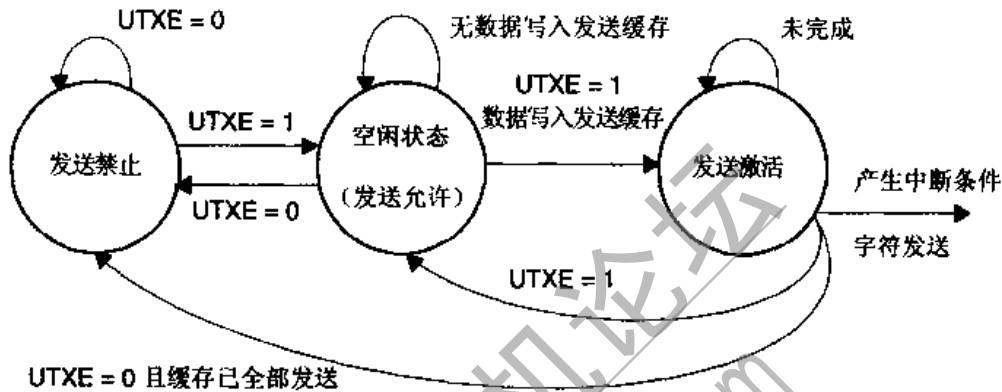 UTXE = 0
无数据写入发送缓存
未完成
UTXE = 1
UTXE = 1
数据写入发送缓存
发送禁止
空闲状态
(发送允许)
发送激活
UTXE = 0
产生中断条件
字符发送
UTXE = 1
UTXE = 0 且缓存已全部发送
机论坛